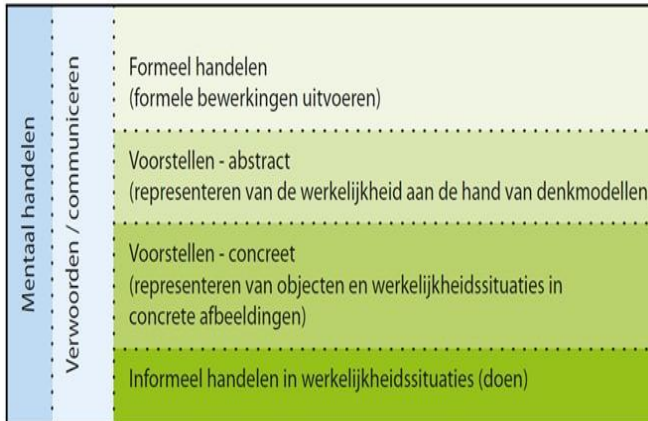 Mentaal handelen
Verwoorden / communiceren
Formeel handelen
(formele bewerkingen uitvoeren)
Voorstellen - abstract
(representeren van de werkelijkheid aan de hand van denkmodellen
Voorstellen - concreet
(representeren van objecten en werkelijkheidssituaties in
concrete afbeeldingen)
Informeel handelen in werkelijkheidssituaties (doen)